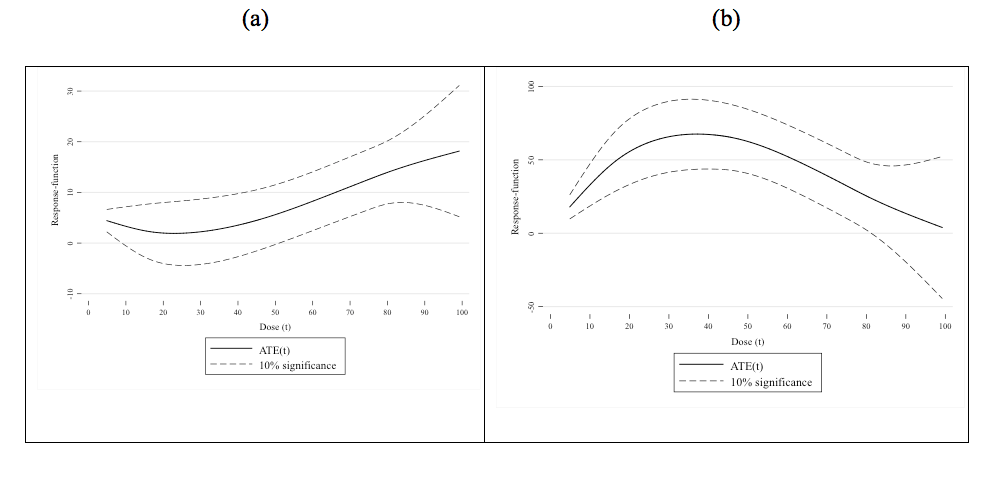 (a)
(b)
Response-function
30
20
10
0
-10
0 10 20 30 40 50 60 70 80 90 100
Dose (t)
ATE(t)
10% significance
Response-function
100
50
0
-50
0 10 20 30 40 50 60 70 80 90 100
Dose (t)
ATE(t)
10% significance